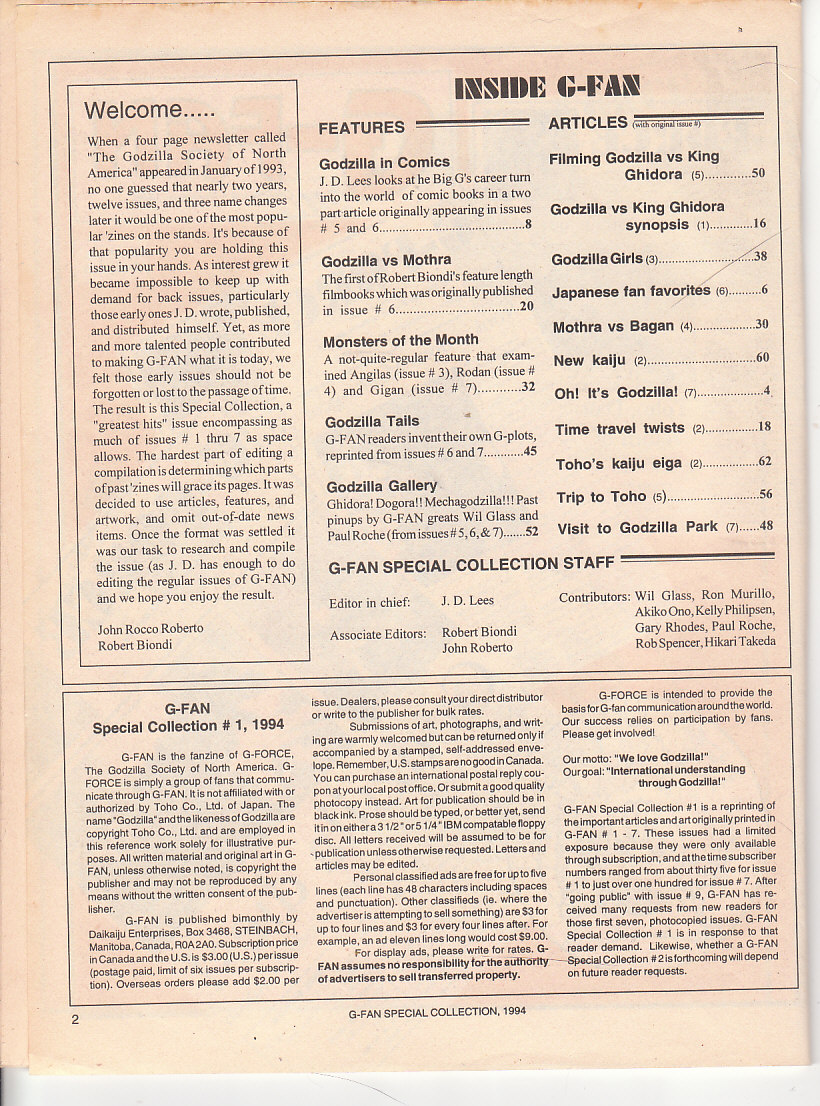 INSIDE G-FAN
Welcome.....
When a four page newsletter called
"The Godzilla Society of North
America" appeared in January of 1993,
no one guessed that nearly two years,
twelve issues, and three name changes
later it would be one of the most popu-
lar 'zines on the stands. It's because of
that popularity you are holding this
issue in your hands. As interest grew it
became impossible to keep up with
demand for back issues, particularly
those early ones J. D. wrote, published,
and distributed himself. Yet, as more
and more talented people contributed
to making G-FAN what it is today, we
felt those early issues should not be
forgotten or lost to the passage of time.
The result is this Special Collection, a
"greatest hits" issue encompassing as
much of issues # 1 thru 7 as space
allows. The hardest part of editing a
compilation is determining which parts
of past 'zines will grace its pages. It was
decided to use articles, features, and
artwork, and omit out-of-date news
items. Once the format was settled it
was our task to research and compile
the issue (as J. D. has enough to do
editing the regular issues of G-FAN)
and we hope you enjoy the result.
John Rocco Roberto
Robert Biondi
FEATURES
Godzilla in Comics
J. D. Lees looks at he Big G's career turn
into the world of comic books in a two
part article originally appearing in issues
# 5 and 6.........................................8
Godzilla vs Mothra
The first of Robert Biondi's feature length
filmbooks which was originally published
in issue # 6..................................20
Monsters of the Month
A not-quite-regular feature that exam-
ined Angilas (issue # 3), Rodan (issue #
4) and Gigan (issue # 7)............32
Godzilla Tails
G-FAN readers invent their own G-plots,
reprinted from issues # 6 and 7...........45
Godzilla Gallery
Ghidora! Dogora!! Mechagodzilla!!! Past
pinups by G-FAN greats Wil Glass and
Paul Roche (from issues # 5, 6, & 7).......52
ARTICLES (with original issue #)
Filming Godzilla vs King
Ghidora (5).............50
Godzilla vs King Ghidora
synopsis (1)............16
Godzilla Girls (3).........................38
Japanese fan favorites (6).........6
Mothra vs Bagan (4)..................30
New kaiju (2)..............................60
Oh! It's Godzilla! (7)...................4
Time travel twists (2)................18
Toho's kaiju eiga (2)................62
Trip to Toho (5)..........................56
Visit to Godzilla Park (7)......48
G-FAN SPECIAL COLLECTION STAFF
Editor in chief: J. D. Lees
Associate Editors: Robert Biondi
John Roberto
Contributors: Wil Glass, Ron Murillo,
Akiko Ono, Kelly Philipsen,
Gary Rhodes, Paul Roche,
Rob Spencer, Hikari Takeda
G-FAN
Special Collection # 1, 1994
G-FAN is the fanzine of G-FORCE,
The Godzilla Society of North America. G-
FORCE is simply a group of fans that commu-
nicate through G-FAN. It is not affiliated with or
authorized by Toho Co., Ltd. of Japan. The
name "Godzilla" and the likeness of Godzilla are
copyright Toho Co., Ltd. and are employed in
this reference work solely for illustrative pur-
poses. All written material and original art in G-
FAN, unless otherwise noted, is copyright the
publisher and may not be reproduced by any
means without the written consent of the pub-
lisher.
G-FAN is published bimonthly by
Daikaiju Enterprises, Box 3468, STEINBACH,
Manitoba, Canada, R0A 2A0. Subscription price
in Canada and the U.S. is $3.00 (U.S.) per issue
(postage paid, limit of six issues per subscrip-
tion). Overseas orders please add $2.00 per
issue. Dealers, please consult your direct distributor
or write to the publisher for bulk rates.
Submissions of art, photographs, and writ-
ing are warmly welcomed but can be returned only if
accompanied by a stamped, self-addressed enve-
lope. Remember, U.S. stamps are no good in Canada.
You can purchase an international postal reply cou-
pon at your local post office. Or submit a good quality
photocopy instead. Art for publication should be in
black ink. Prose should be typed, or better yet, send
it in on either a 3 1/2" or 5 1/4" IBM compatable floppy
disc. All letters received will be assumed to be for
publication unless otherwise requested. Letters and
articles may be edited.
Personal classified ads are free for up to five
lines (each line has 48 characters including spaces
and punctuation). Other classifieds (ie. where the
advertiser is attempting to sell something) are $3 for
up to four lines and $3 for every four lines after. For
example, an ad eleven lines long would cost $9.00.
For display ads, please write for rates. G-
FAN assumes no responsibility for the authority
of advertisers to sell transferred property.
G-FORCE is intended to provide the
basis for G-fan communication around the world.
Our success relies on participation by fans.
Please get involved!
Our motto: "We love Godzilla!"
Our goal: "International understanding
through Godzilla!"
G-FAN Special Collection #1 is a reprinting of
the important articles and art originally printed in
G-FAN # 1 - 7. These issues had a limited
exposure because they were only available
through subscription, and at the time subscriber
numbers ranged from about thirty five for issue
# 1 to just over one hundred for issue # 7. After
"going public" with issue # 9, G-FAN has re-
ceived many requests from new readers for
those first seven, photocopied issues. G-FAN
Special Collection # 1 is in response to that
reader demand. Likewise, whether a G-FAN
Special Collection # 2 is forthcoming will depend
on future reader requests.
2
G-FAN SPECIAL COLLECTION, 1994